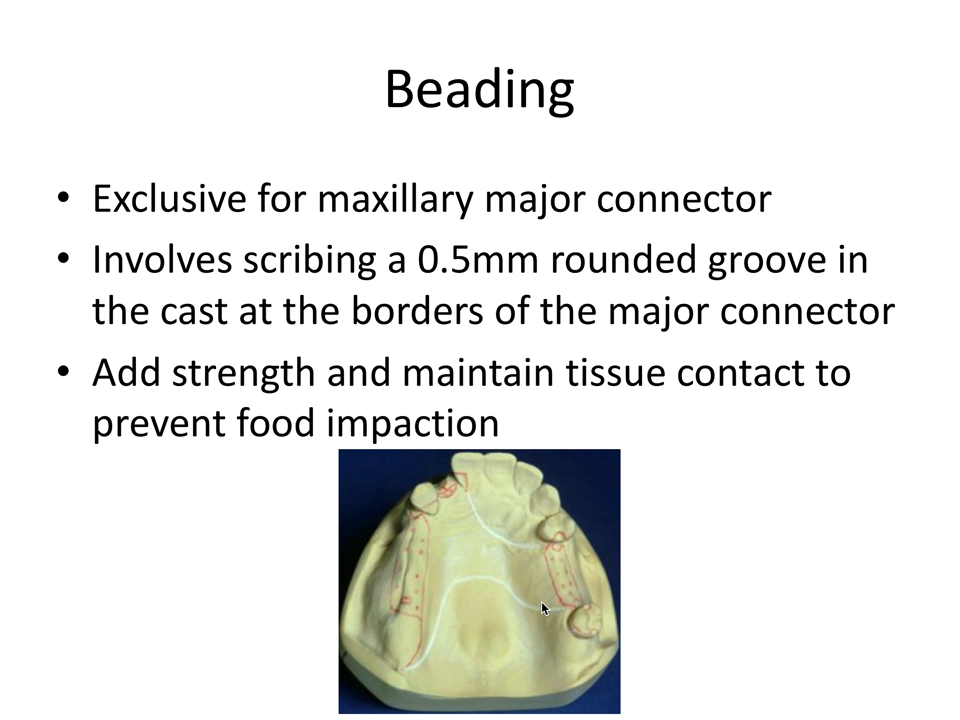 Beading
• Exclusive for maxillary major connector
• Involves scribing a 0.5mm rounded groove in
the cast at the borders of the major connector
• Add strength and maintain tissue contact to
prevent food impaction